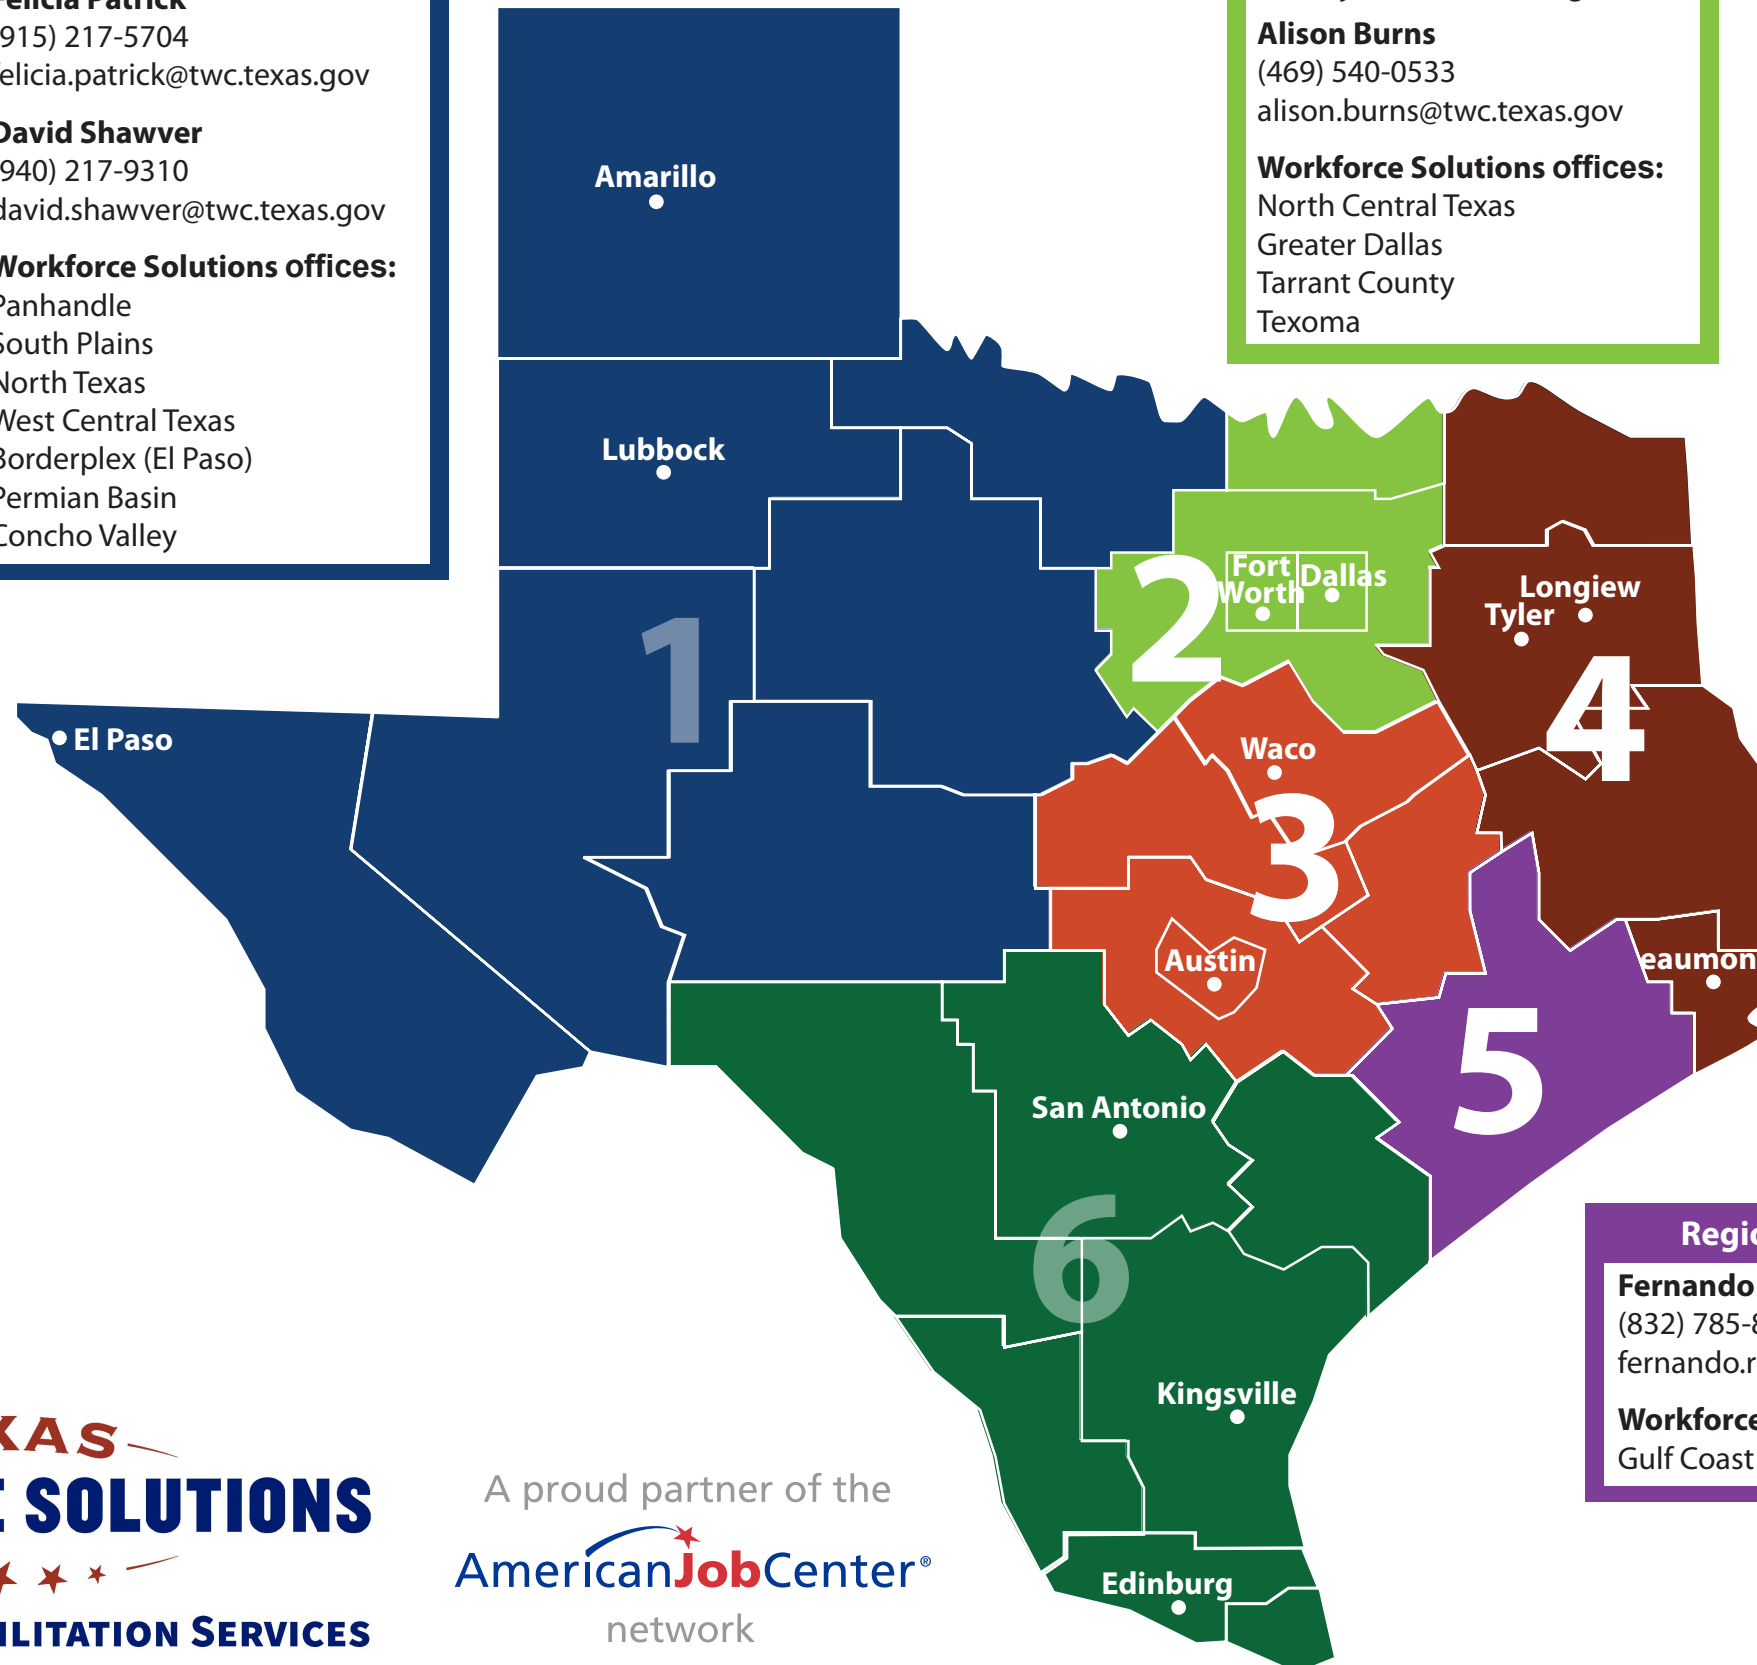 Felicia Patrick
915) 217-5704
elicia.patrick@twc.texas.gov
David Shawver
940) 217-9310
david.shawver@twc.texas.gov
Workforce Solutions offices:
Panhandle
South Plains
North Texas
West Central Texas
Borderplex (El Paso)
Permian Basin
Concho Valley
Alison Burns
(469) 540-0533
alison.burns@twc.texas.gov
Workforce Solutions offices:
North Central Texas
Greater Dallas
Tarrant County
Texoma
Amarillo
Lubbock
1
El Paso
2
Fort
Worth
Dallas
Longiew
Tyler
4
Waco
3
Austin
eaumon
5
San Antonio
6
Kingsville
Edinburg
Regio
Fernando
(832) 785-8
fernando.r
Workforce
Gulf Coast
XAS
E SOLUTIONS
ILITATION SERVICES
A proud partner of the
AmericanJobCenter®
network